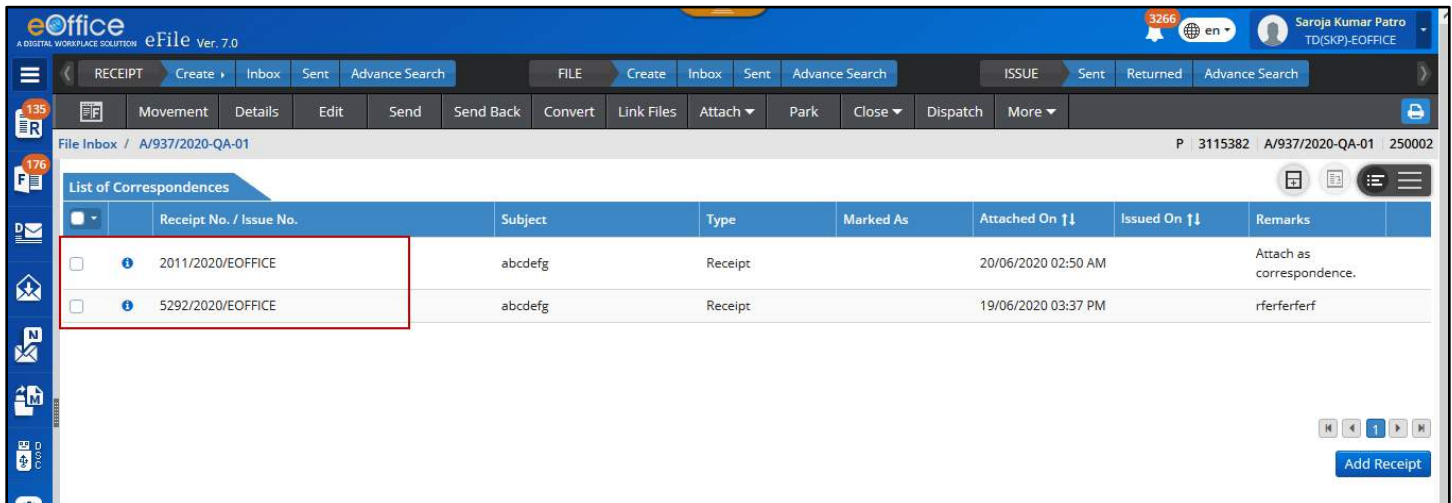 eOffice
A DIGITAL WORKPLACE SOLUTION eFile Ver. 7.0
3266 en Saroja Kumar Patro
TD(SKP)-EOFFICE
RECEIPT Create Inbox Sent Advance Search FILE Create Inbox Sent Advance Search ISSUE Sent Returned Advance Search
135 R F Movement Details Edit Send Send Back Convert Link Files Attach Park Close Dispatch More
File Inbox / A/937/2020-QA-01 P 3115382 A/937/2020-QA-01 250002
176 F
List of Correspondences
Receipt No. / Issue No. Subject Type Marked As Attached On Issued On Remarks
D
2011/2020/EOFFICE abcdefg Receipt 20/06/2020 02:50 AM Attach as
correspondence.
5292/2020/EOFFICE abcdefg Receipt 19/06/2020 03:37 PM rferferferf
N
M
1
DSC
Add Receipt